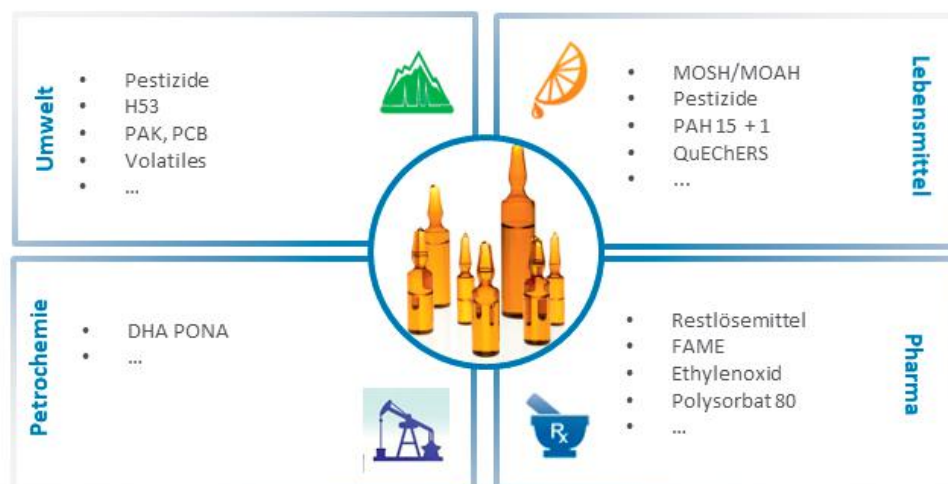 Umwelt
• Pestizide
• H53
• PAK, PCB
• Volatiles
• ...
Lebensmittel
• MOSH/MOAH
• Pestizide
• PAH 15 + 1
• QuEChERS
• ...
Petrochemie
• DHA PONA
• ...
Pharma
• Restlösemittel
• FAME
• Ethylenoxid
• Polysorbat 80
• ...
Rx